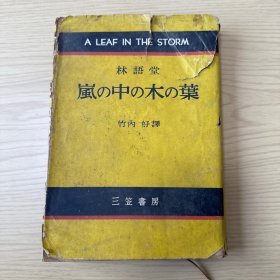 A LEAF IN THE STORM
林語堂
嵐の中の木の葉
竹內 好譯
三笠書房